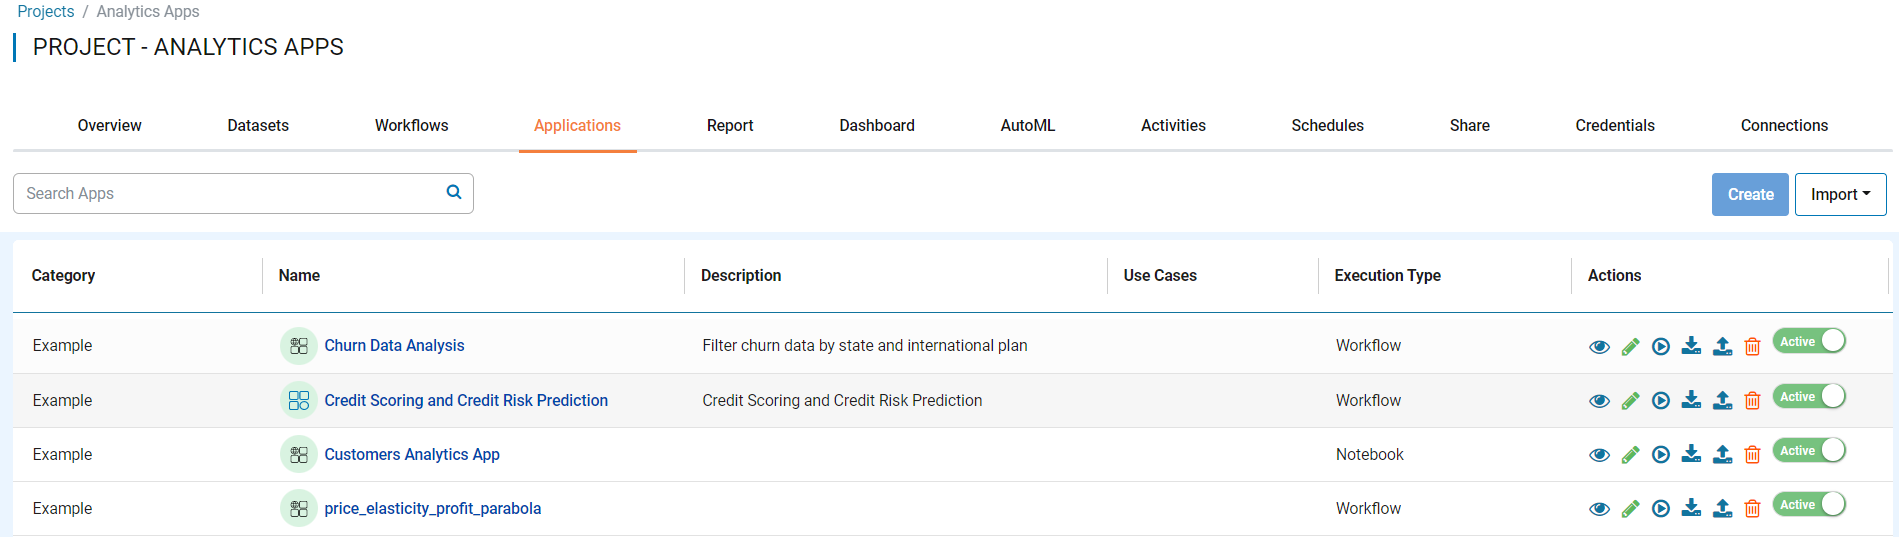 Projects / Analytics Apps
PROJECT - ANALYTICS APPS
Overview Datasets Workflows Applications Report Dashboard AutoML Activities Schedules Share Credentials Connections
Search Apps Create Import
Category Name Description Use Cases Execution Type Actions
Example Churn Data Analysis Filter churn data by state and international plan Workflow Active
Example Credit Scoring and Credit Risk Prediction Credit Scoring and Credit Risk Prediction Workflow Active
Example Customers Analytics App Notebook Active
Example price_elasticity_profit_parabola Workflow Active